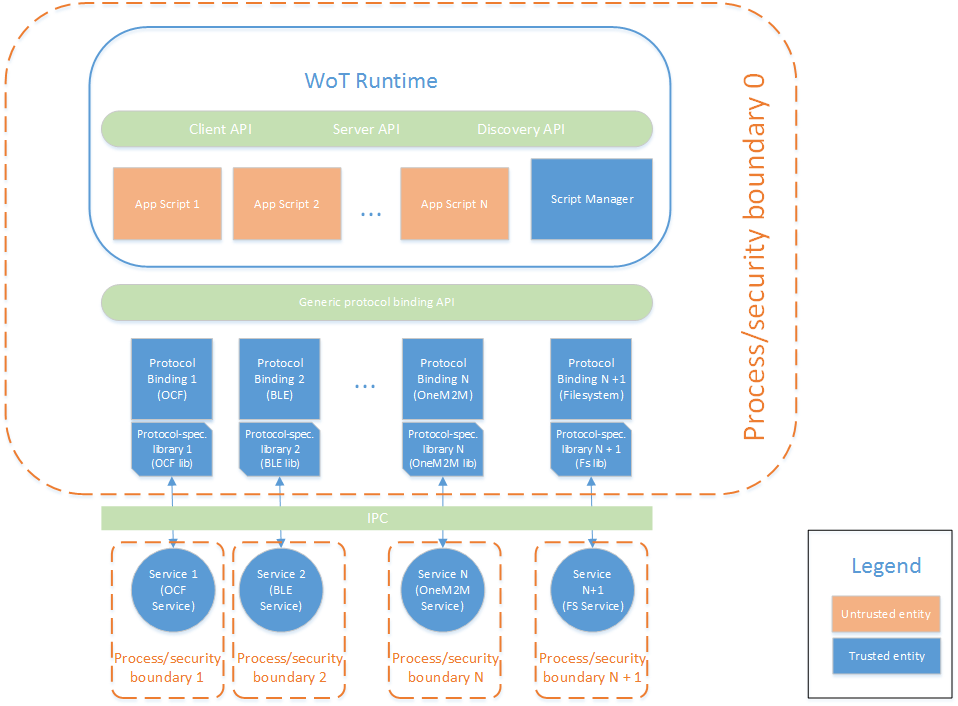 WoT Runtime
Client API
Server API
Discovery API
App Script 1
App Script 2
...
App Script N
Script Manager
Process/security boundary 0
Generic protocol binding API
Protocol
Binding 1
(OCF)
Protocol
Binding 2
(BLE)
...
Protocol
Binding N
(OneM2M)
Protocol
Binding N +1
(Filesystem)
Protocol-spec.
library 1
(OCF lib)
Protocol-spec.
library 2
(BLE lib)
Protocol-spec.
library N
(OneM2M lib)
Protocol-spec.
library N + 1
(Fs lib)
IPC
Service 1
(OCF
Service)
Service 2
(BLE
Service)
Service N
(OneM2M
Service)
Service
N+1
(FS Service)
Process/security
boundary 1
Process/security
boundary 2
Process/security
boundary N
Process/security
boundary N + 1
Legend
Untrusted entity
Trusted entity